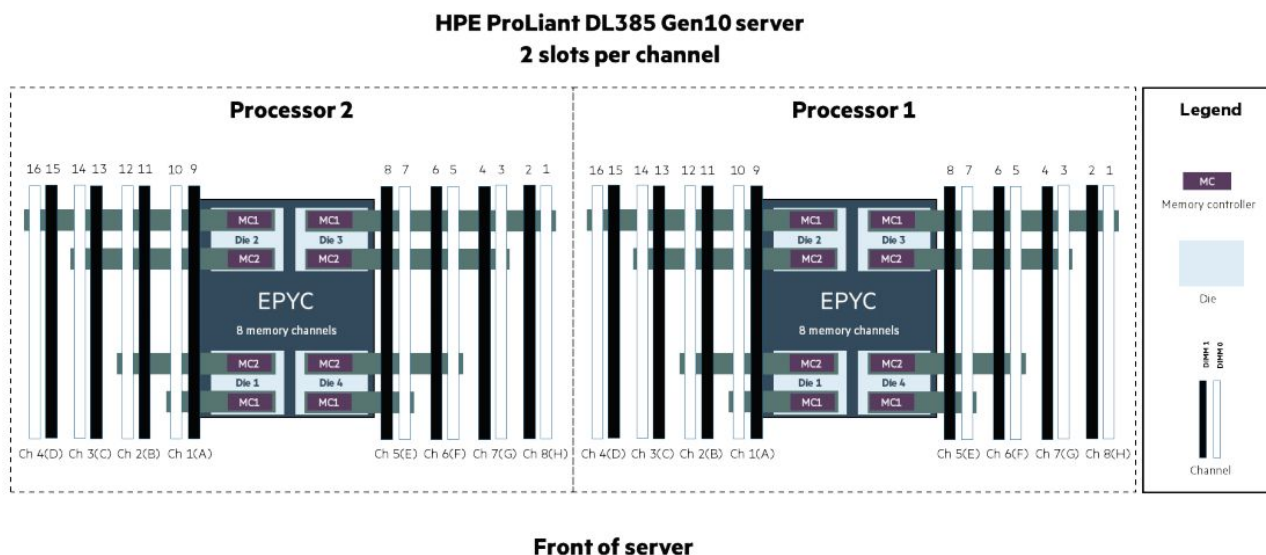 HPE ProLiant DL385 Gen10 server
2 slots per channel
Processor 2
16 15 14 13 12 11 10 9 8 7 6 5 4 3 2 1
MC1 MC1
Die 2 Die 3
MC2 MC2
EPYC
8 memory channels
MC2 MC2
Die 1 Die 4
MC1 MC1
Ch 4(D) Ch 3(C) Ch 2(B) Ch 1(A) Ch 5(E) Ch 6(F) Ch 7(G) Ch 8(H)
Processor 1
16 15 14 13 12 11 10 9 8 7 6 5 4 3 2 1
MC1 MC1
Die 2 Die 3
MC2 MC2
EPYC
8 memory channels
MC2 MC2
Die 1 Die 4
MC1 MC1
Ch 4(D) Ch 3(C) Ch 2(B) Ch 1(A) Ch 5(E) Ch 6(F) Ch 7(G) Ch 8(H)
Legend
MC
Memory controller
Die
DIMM 1
DIMM 0
Channel
Front of server